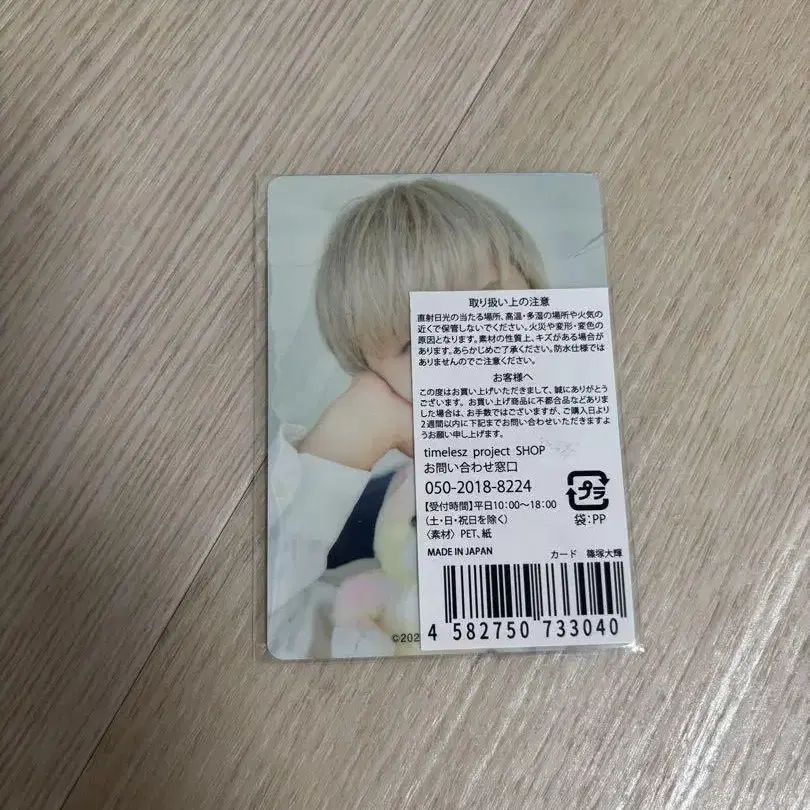 取り扱い上の注意
直射日光の当たる場所、高温・多湿の場所や火気の
近くで保管しないでください。火災や変形・変色の
原因となります。素材の性質上、キズがある場合が
あります。あらかじめご了承ください。防水仕様では
ありませんのでご注意ください。
お客様へ
この度はお買い上げいただきまして、誠にありがとう
ございます。お買い上げ商品に不都合品などありま
した場合は、お手数ではございますが、ご購入日より
2週間以内に下記までお問い合わせいただきますよ
うお願い申し上げます。
timelesz project SHOP
お問い合わせ窓口
050-2018-8224
【受付時間】平日10:00〜18:00
(土・日・祝日を除く)
〈素材〉PET、紙
プラ
袋:PP
MADE IN JAPAN
カード 篠塚大輝
4 582750 733040
©202